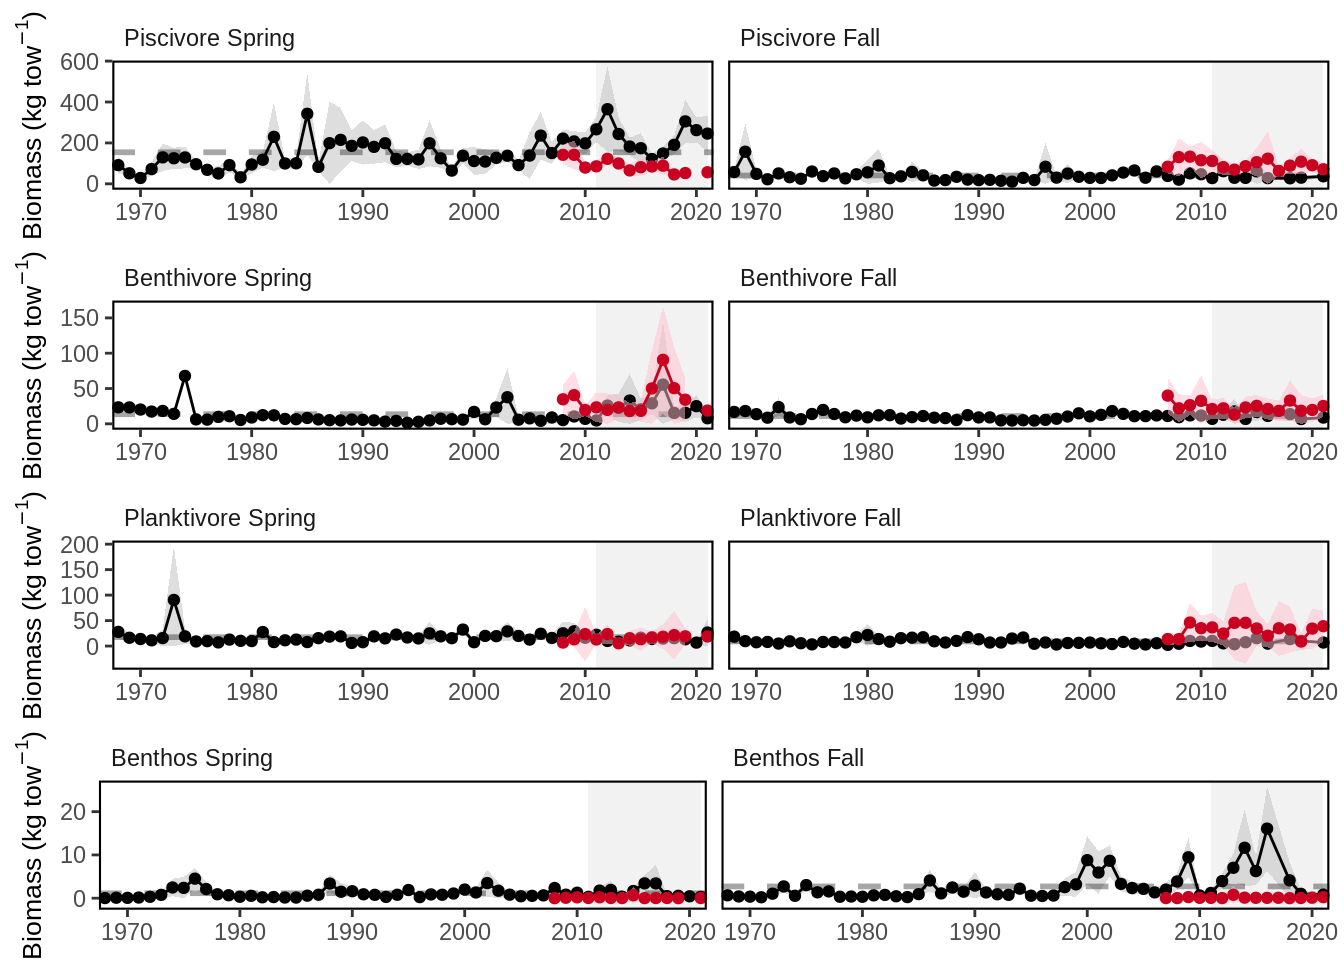 Piscivore Spring
Piscivore Fall
Biomass (kg tow⁻¹)
600
400
200
0
1970 1980 1990 2000 2010 2020
1970 1980 1990 2000 2010 2020
Benthivore Spring
Benthivore Fall
Biomass (kg tow⁻¹)
150
100
50
0
1970 1980 1990 2000 2010 2020
1970 1980 1990 2000 2010 2020
Planktivore Spring
Planktivore Fall
Biomass (kg tow⁻¹)
200
150
100
50
0
1970 1980 1990 2000 2010 2020
1970 1980 1990 2000 2010 2020
Benthos Spring
Benthos Fall
Biomass (kg tow⁻¹)
20
10
0
1970 1980 1990 2000 2010 2020
1970 1980 1990 2000 2010 2020